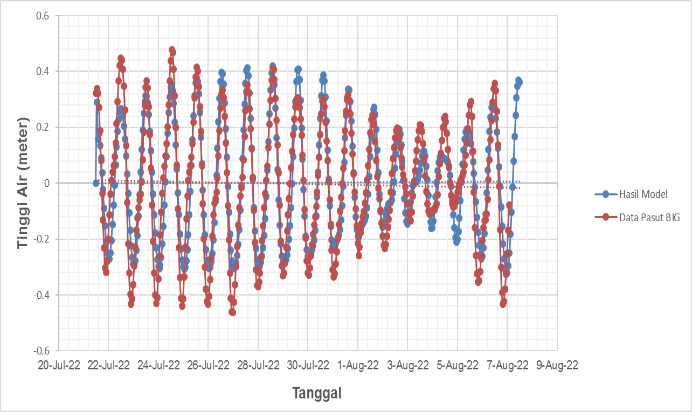 0.6
0.4
0.2
0
-0.2
-0.4
-0.6
Tinggi Air (meter)
20-Jul-22 22-Jul-22 24-Jul-22 26-Jul-22 28-Jul-22 30-Jul-22 1-Aug-22 3-Aug-22 5-Aug-22 7-Aug-22 9-Aug-22
Tanggal
Hasil Model
Data Pasut BIG